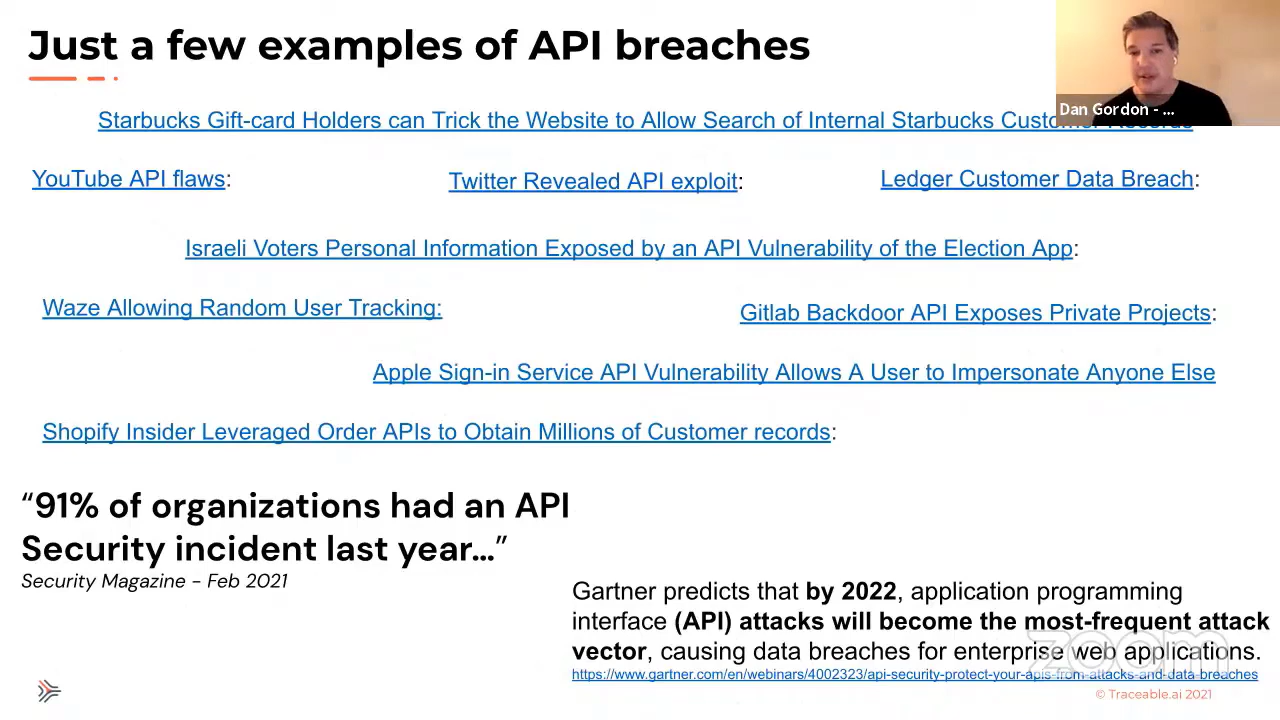 Just a few examples of API breaches
Dan Gordon - ...
Starbucks Gift-card Holders can Trick the Website to Allow Search of Internal Starbucks Customer Records
YouTube API flaws:
Twitter Revealed API exploit:
Ledger Customer Data Breach:
Israeli Voters Personal Information Exposed by an API Vulnerability of the Election App:
Waze Allowing Random User Tracking:
Gitlab Backdoor API Exposes Private Projects:
Apple Sign-in Service API Vulnerability Allows A User to Impersonate Anyone Else
Shopify Insider Leveraged Order APIs to Obtain Millions of Customer records:
“91% of organizations had an API
Security incident last year...”
Security Magazine - Feb 2021
Gartner predicts that by 2022, application programming
interface (API) attacks will become the most-frequent attack
vector, causing data breaches for enterprise web applications.
https://www.gartner.com/en/webinars/4002323/api-security-protect-your-apis-from-attacks-and-data-breaches
zoom
© Traceable.ai 2021